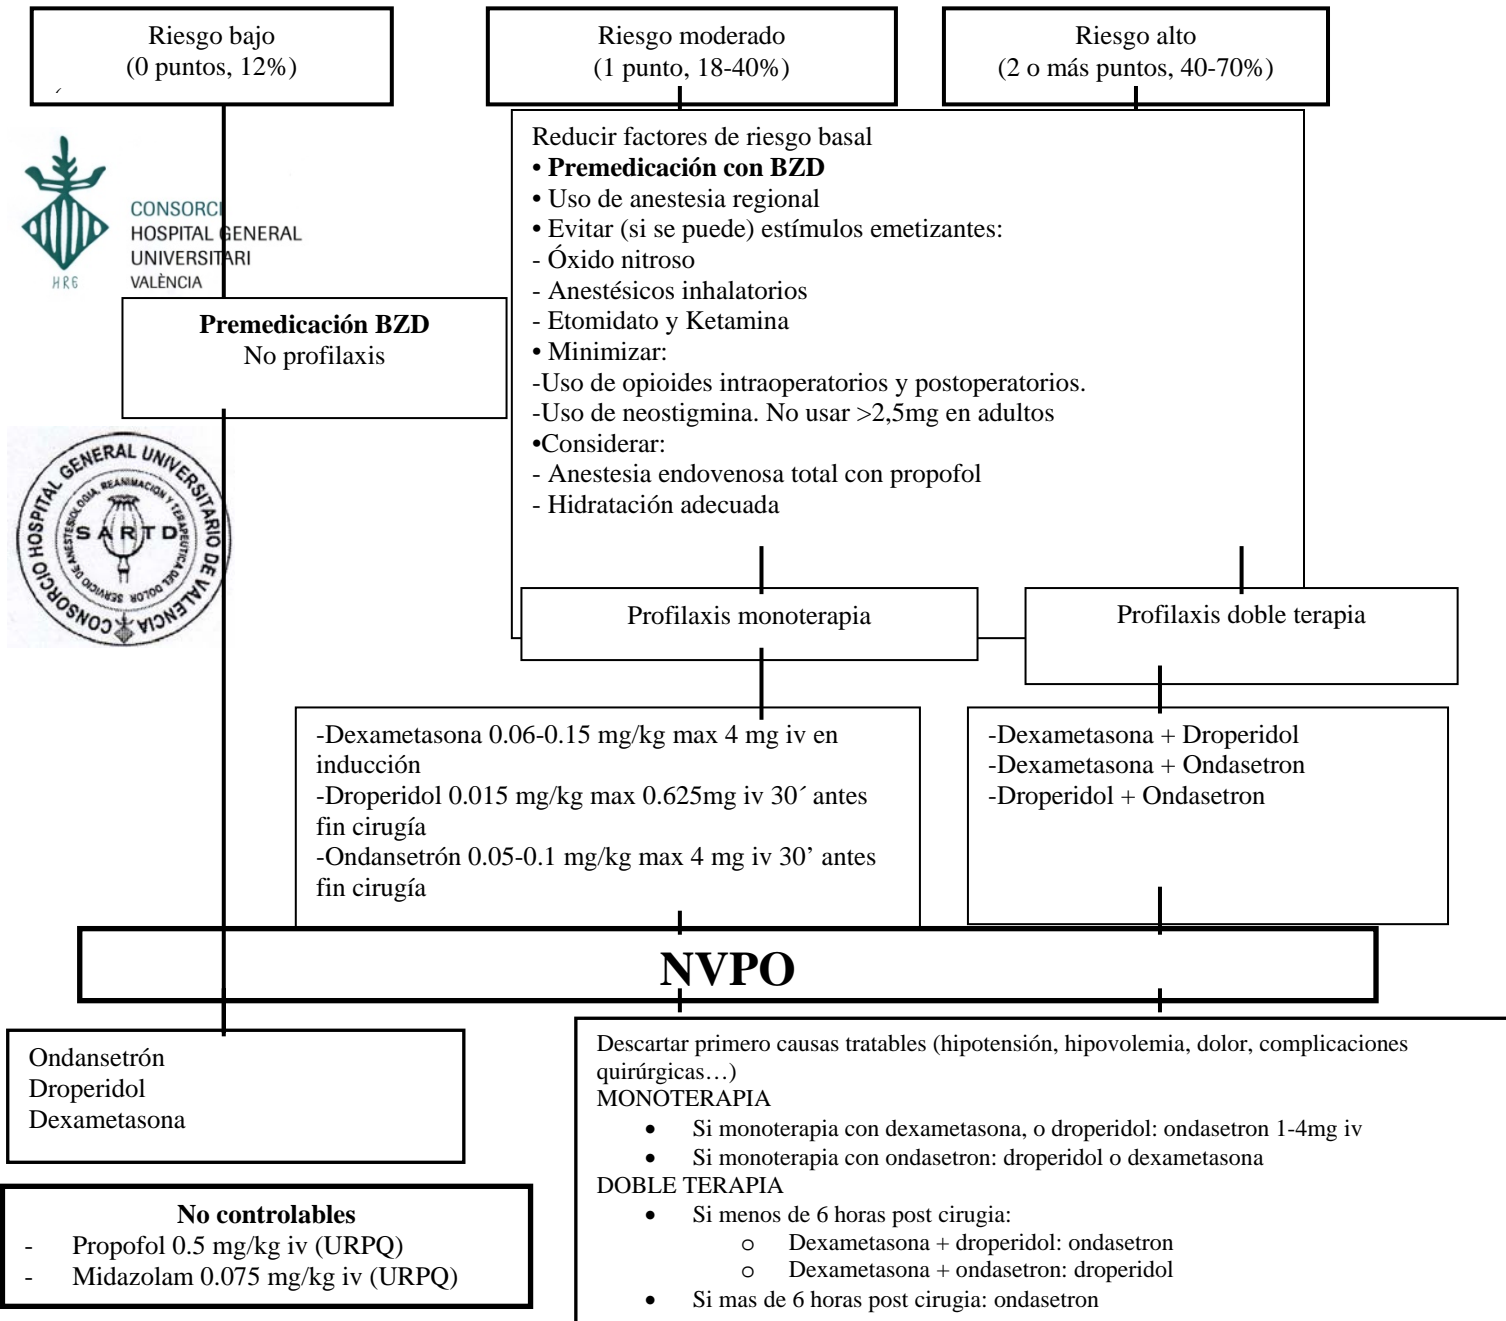 Riesgo bajo
(0 puntos, 12%)
Riesgo moderado
(1 punto, 18-40%)
Riesgo alto
(2 o más puntos, 40-70%)
CONSORCI
HOSPITAL GENERAL
UNIVERSITARI
VALÈNCIA
HRG
Reducir factores de riesgo basal
• Premedicación con BZD
• Uso de anestesia regional
• Evitar (si se puede) estímulos emetizantes:
- Óxido nitroso
- Anestésicos inhalatorios
- Etomidato y Ketamina
• Minimizar:
-Uso de opioides intraoperatorios y postoperatorios.
-Uso de neostigmina. No usar >2,5mg en adultos
•Considerar:
- Anestesia endovenosa total con propofol
- Hidratación adecuada
Premedicación BZD
No profilaxis
CONSORCIO HOSPITAL GENERAL UNIVERSITARIO DE VALENCIA
SERVICIO DE ANESTESIOLOGIA, REANIMACION Y TERAPEUTICA DEL DOLOR
SARTD
Profilaxis monoterapia
Profilaxis doble terapia
-Dexametasona 0.06-0.15 mg/kg max 4 mg iv en
inducción
-Droperidol 0.015 mg/kg max 0.625mg iv 30´ antes
fin cirugía
-Ondansetrón 0.05-0.1 mg/kg max 4 mg iv 30’ antes
fin cirugía
-Dexametasona + Droperidol
-Dexametasona + Ondasetron
-Droperidol + Ondasetron
NVPO
Ondansetrón
Droperidol
Dexametasona
No controlables
- Propofol 0.5 mg/kg iv (URPQ)
- Midazolam 0.075 mg/kg iv (URPQ)
Descartar primero causas tratables (hipotensión, hipovolemia, dolor, complicaciones
quirúrgicas…)
MONOTERAPIA
• Si monoterapia con dexametasona, o droperidol: ondasetron 1-4mg iv
• Si monoterapia con ondasetron: droperidol o dexametasona
DOBLE TERAPIA
• Si menos de 6 horas post cirugia:
o Dexametasona + droperidol: ondasetron
o Dexametasona + ondasetron: droperidol
• Si mas de 6 horas post cirugia: ondasetron